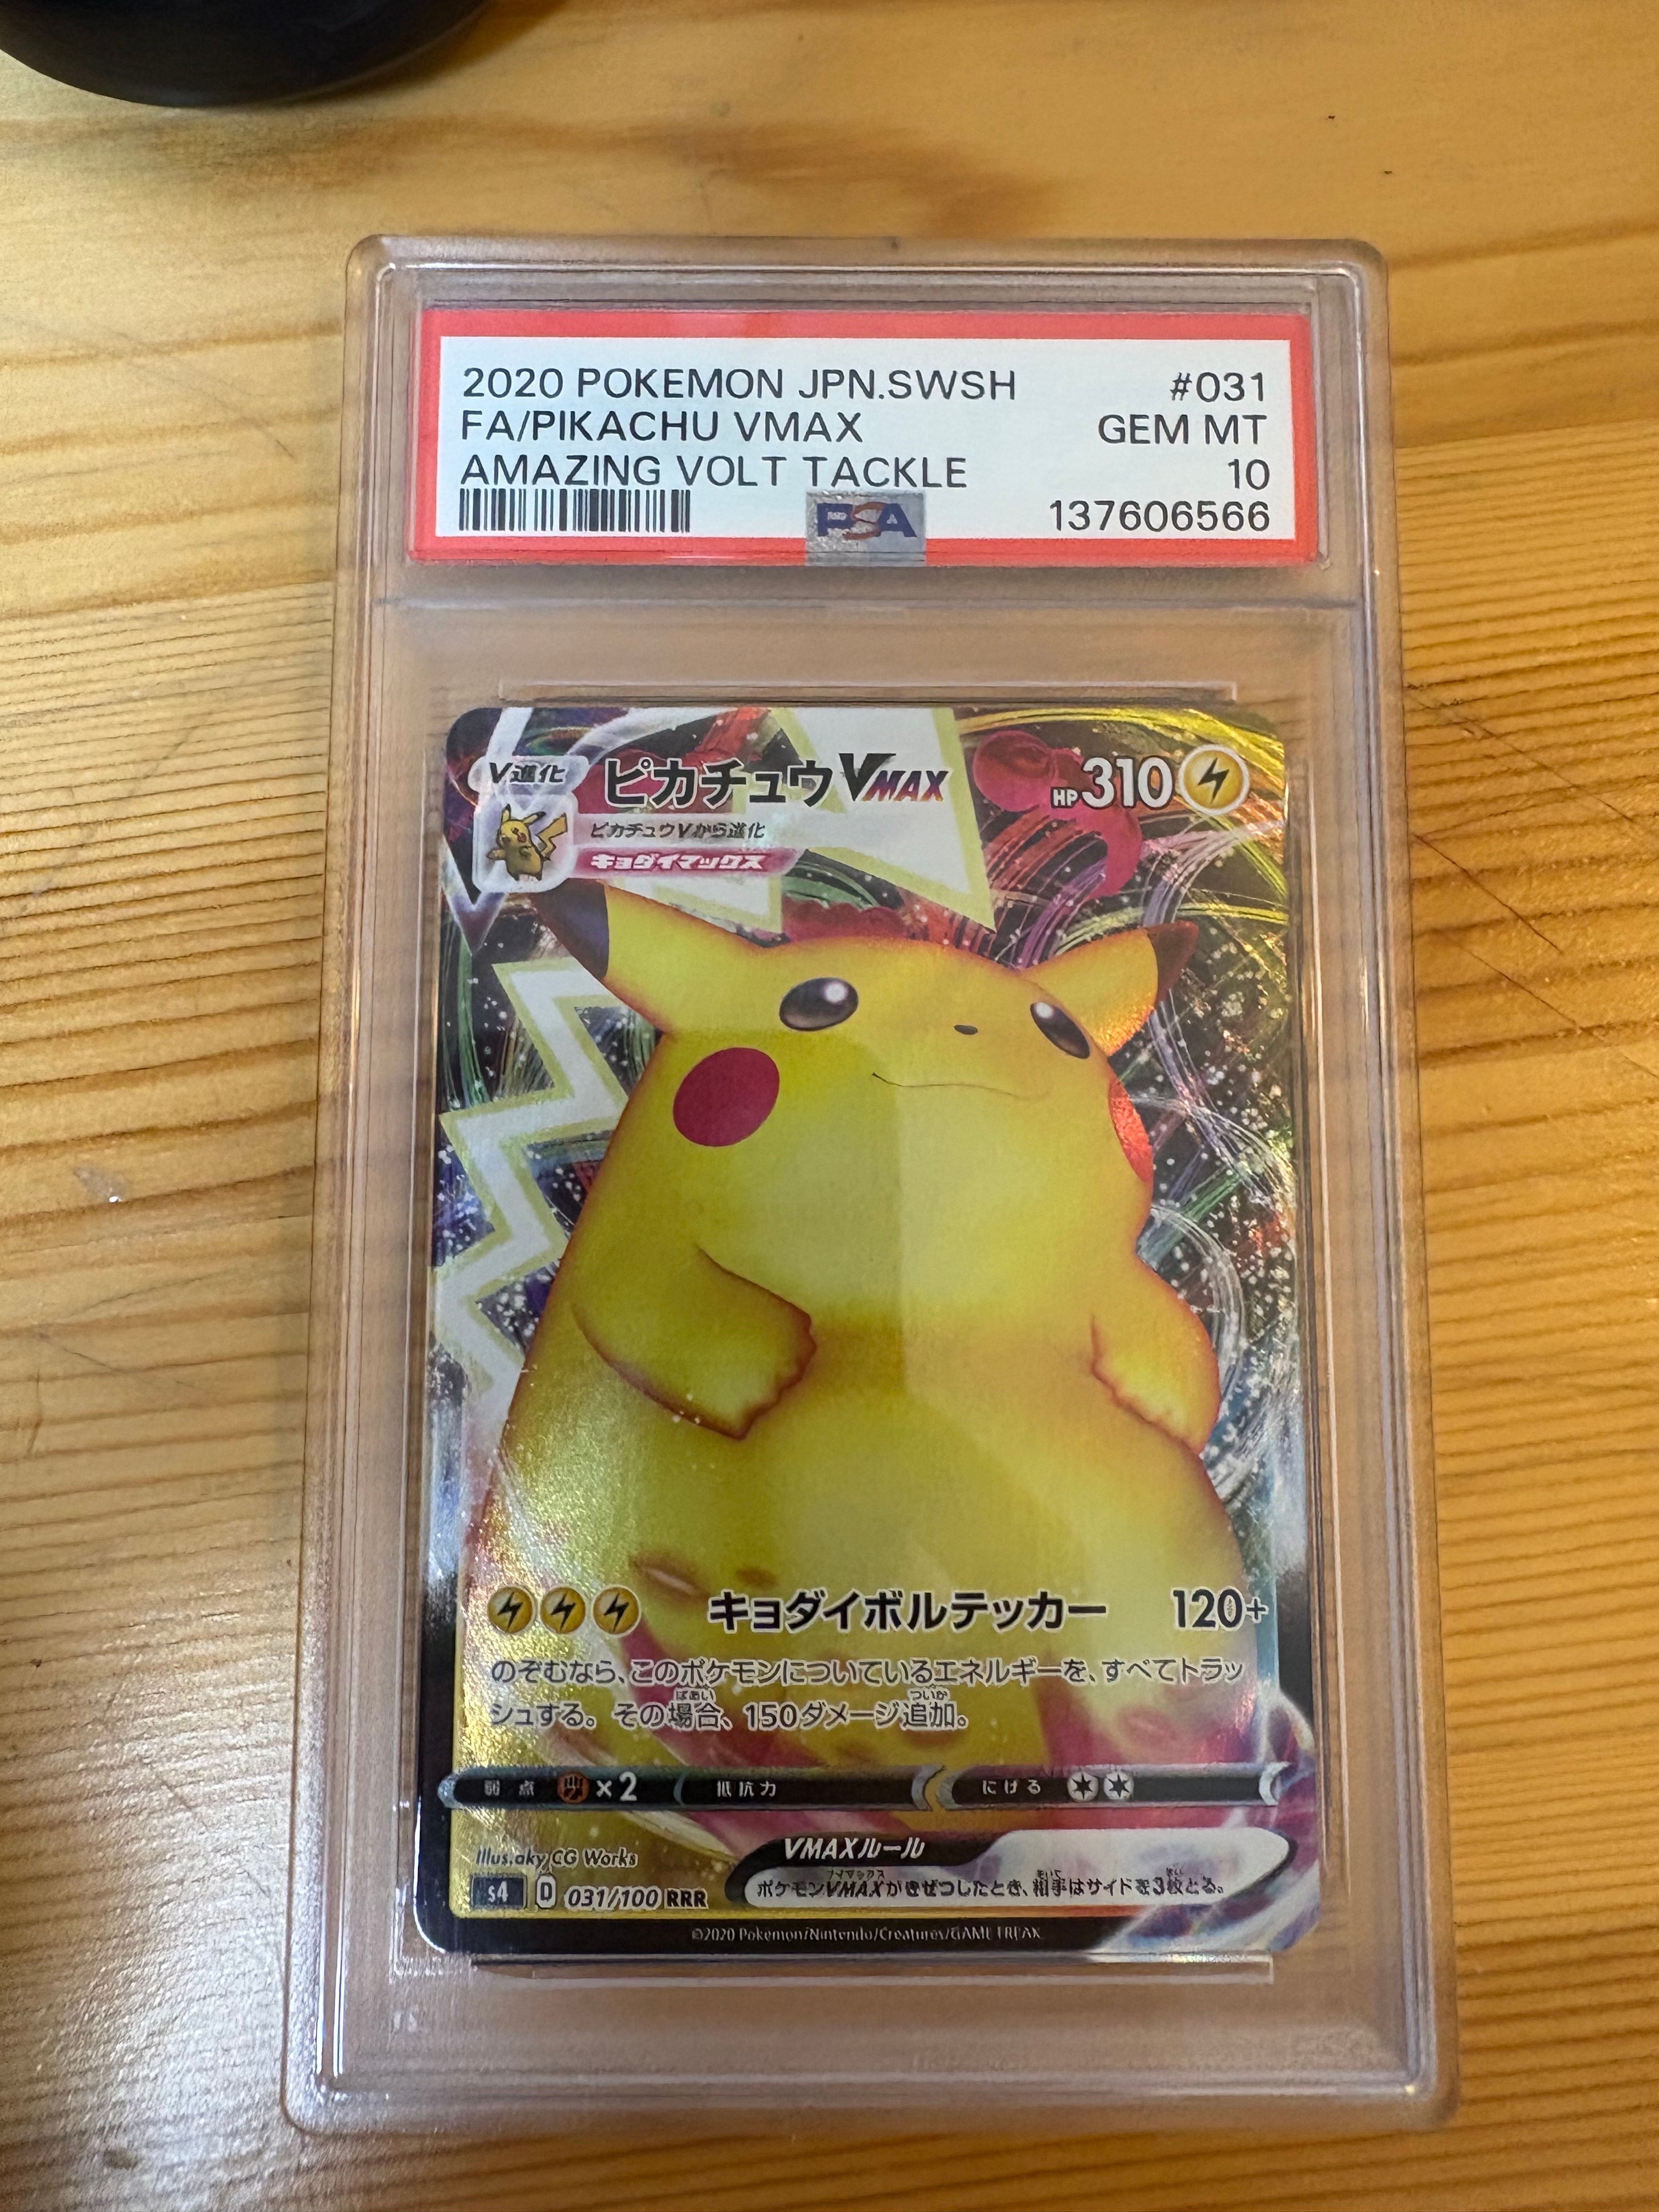 2020 POKEMON JPN.SWSH #031
FA/PIKACHU VMAX GEM MT
AMAZING VOLT TACKLE 10
PSA 137606566
V進化 ピカチュウVMAX HP310
ピカチュウVから進化
キョダイマックス
キョダイボルテッカー 120+
のぞむなら、このポケモンについているエネルギーを、すべてトラッ
シュする。その場合、150ダメージ追加。
弱点 ×2 抵抗力 にげる
VMAXルール
ポケモンVMAXがきぜつしたとき、相手はサイドを3枚とる。
Illus.aky CG Works
s4 D 031/100 RRR
©2020 Pokémon/Nintendo/Creatures/GAME FREAK.